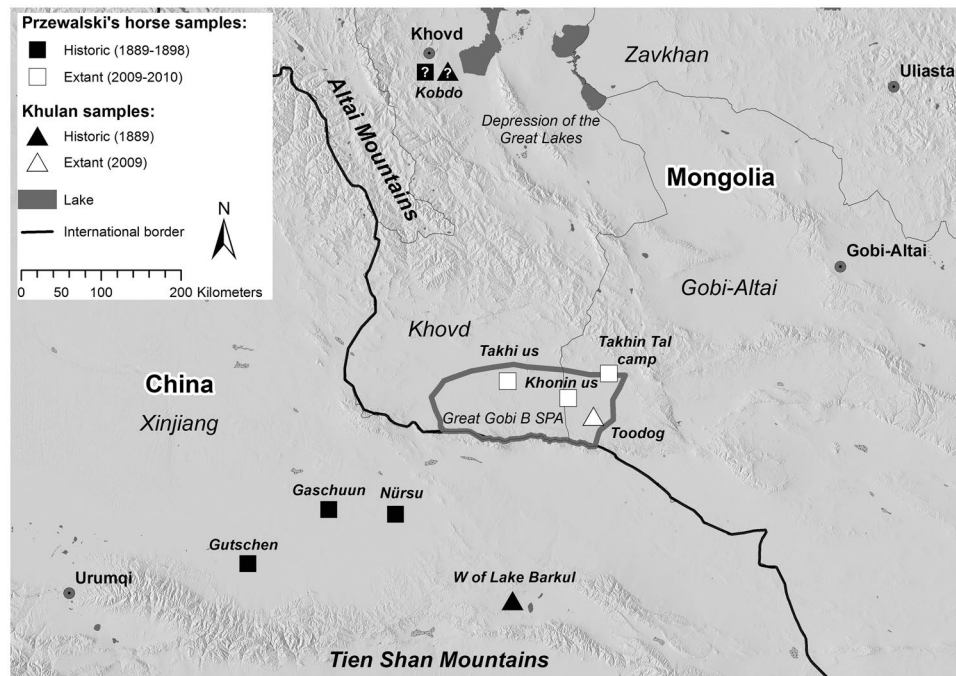 Przewalski's horse samples:
Historic (1889-1898)
Extant (2009-2010)
Khulan samples:
Historic (1889)
Extant (2009)
Lake
International border
N
0 50 100 200 Kilometers
Khovd
? ?
Kobdo
Zavkhan
Uliasta
Altai Mountains
Depression of the
Great Lakes
Mongolia
Gobi-Altai
Gobi-Altai
Khovd
Takhin Tal
camp
Takhi us
Khonin us
China
Xinjiang
Great Gobi B SPA
Toodog
Gaschuun
Nürsu
Gutschen
Urumqi
W of Lake Barkul
Tien Shan Mountains